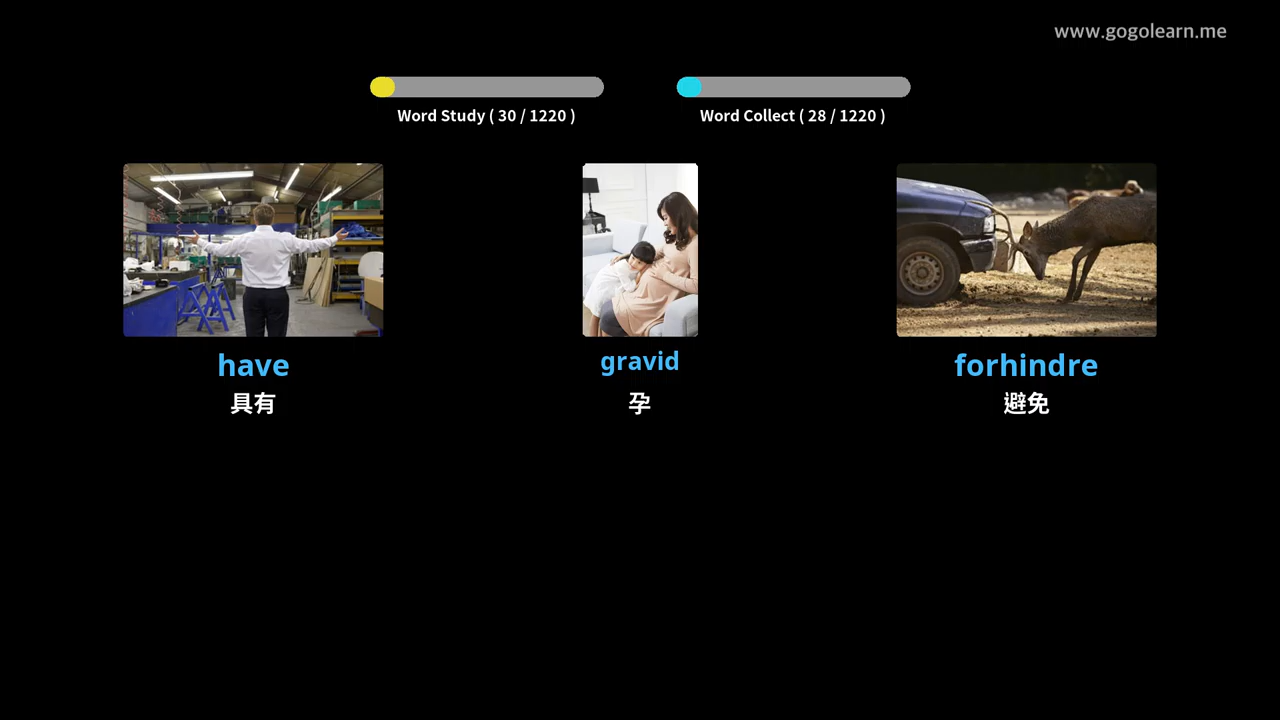 www.gogolearn.me
Word Study ( 30 / 1220 )
Word Collect ( 28 / 1220 )
have
gravid
forhindre
具有
孕
避免